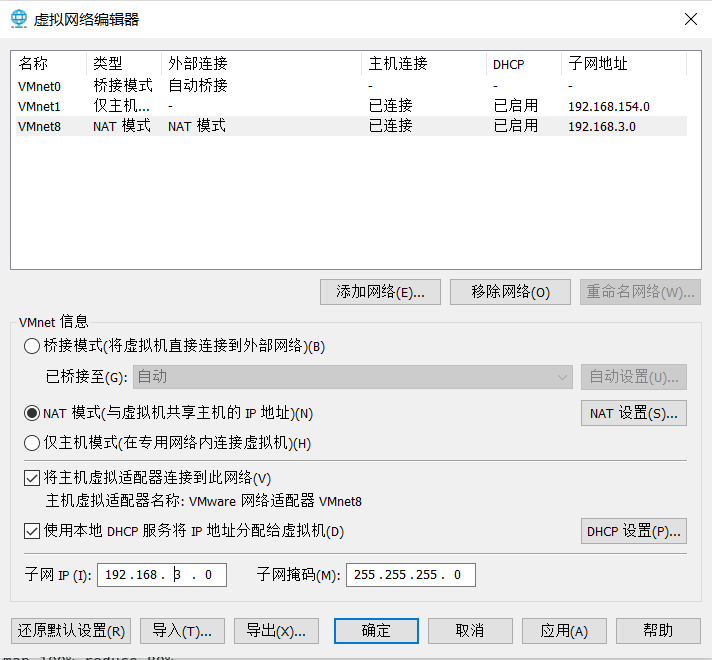 虚拟网络编辑器
名称 类型 外部连接 主机连接 DHCP 子网地址
VMnet0 桥接模式 自动桥接 - - -
VMnet1 仅主机... - 已连接 已启用 192.168.154.0
VMnet8 NAT 模式 NAT 模式 已连接 已启用 192.168.3.0
添加网络(E)... 移除网络(O) 重命名网络(W)...
VMnet 信息
桥接模式(将虚拟机直接连接到外部网络)(B)
已桥接至(G): 自动 自动设置(U)...
NAT 模式(与虚拟机共享主机的 IP 地址)(N) NAT 设置(S)...
仅主机模式(在专用网络内连接虚拟机)(H)
将主机虚拟适配器连接到此网络(V)
主机虚拟适配器名称: VMware 网络适配器 VMnet8
使用本地 DHCP 服务将 IP 地址分配给虚拟机(D) DHCP 设置(P)...
子网 IP (I): 192.168. 3 . 0 子网掩码(M): 255.255.255. 0
还原默认设置(R) 导入(T)... 导出(X)... 确定 取消 应用(A) 帮助